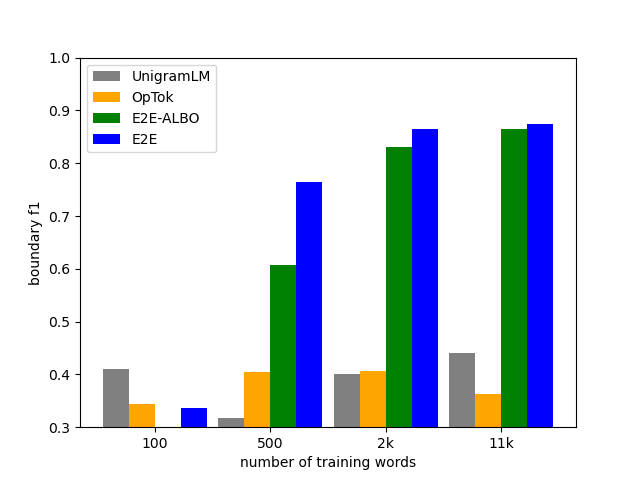 UnigramLM
OpTok
E2E-ALBO
E2E
1.0
0.9
0.8
0.7
0.6
0.5
0.4
0.3
boundary f1
100 500 2k 11k
number of training words